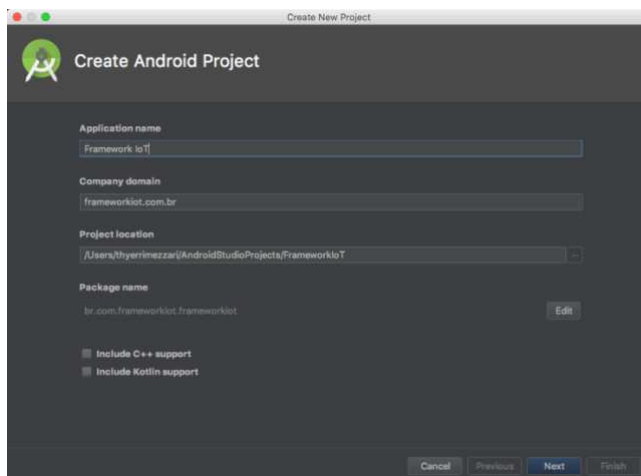 Create New Project
Create Android Project
Application name
Framework IoT
Company domain
frameworkiot.com.br
Project location
/Users/thyerrimezzari/AndroidStudioProjects/FrameworkIoT
...
Package name
br.com.frameworkiot.frameworkiot
Edit
Include C++ support
Include Kotlin support
Cancel Previous Next Finish